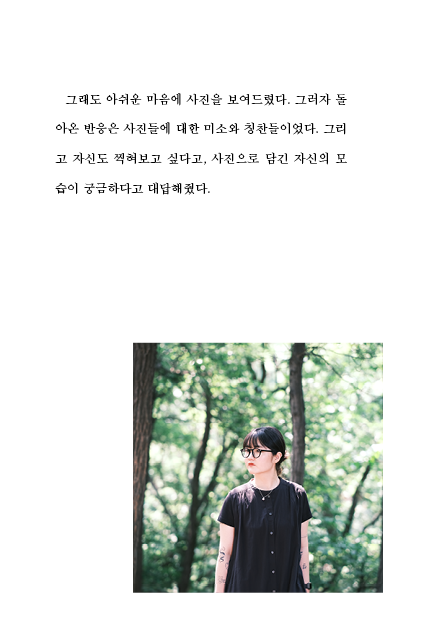 그래도 아쉬운 마음에 사진을 보여드렸다. 그러자 돌
아온 반응은 사진들에 대한 미소와 칭찬들이었다. 그리
고 자신도 찍혀보고 싶다고, 사진으로 담긴 자신의 모
습이 궁금하다고 대답해줬다.